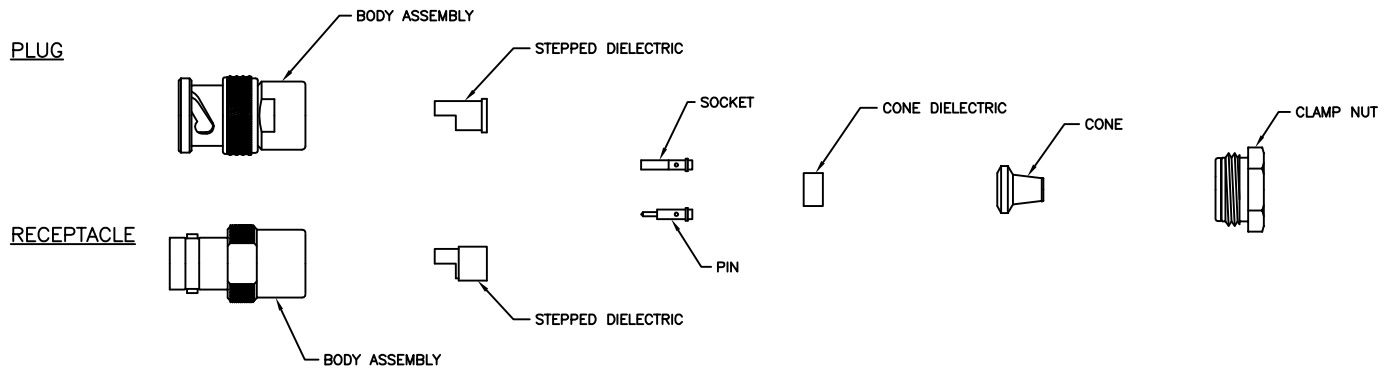 BODY ASSEMBLY
PLUG
STEPPED DIELECTRIC
SOCKET
CONE DIELECTRIC
CONE
CLAMP NUT
RECEPTACLE
PIN
STEPPED DIELECTRIC
BODY ASSEMBLY